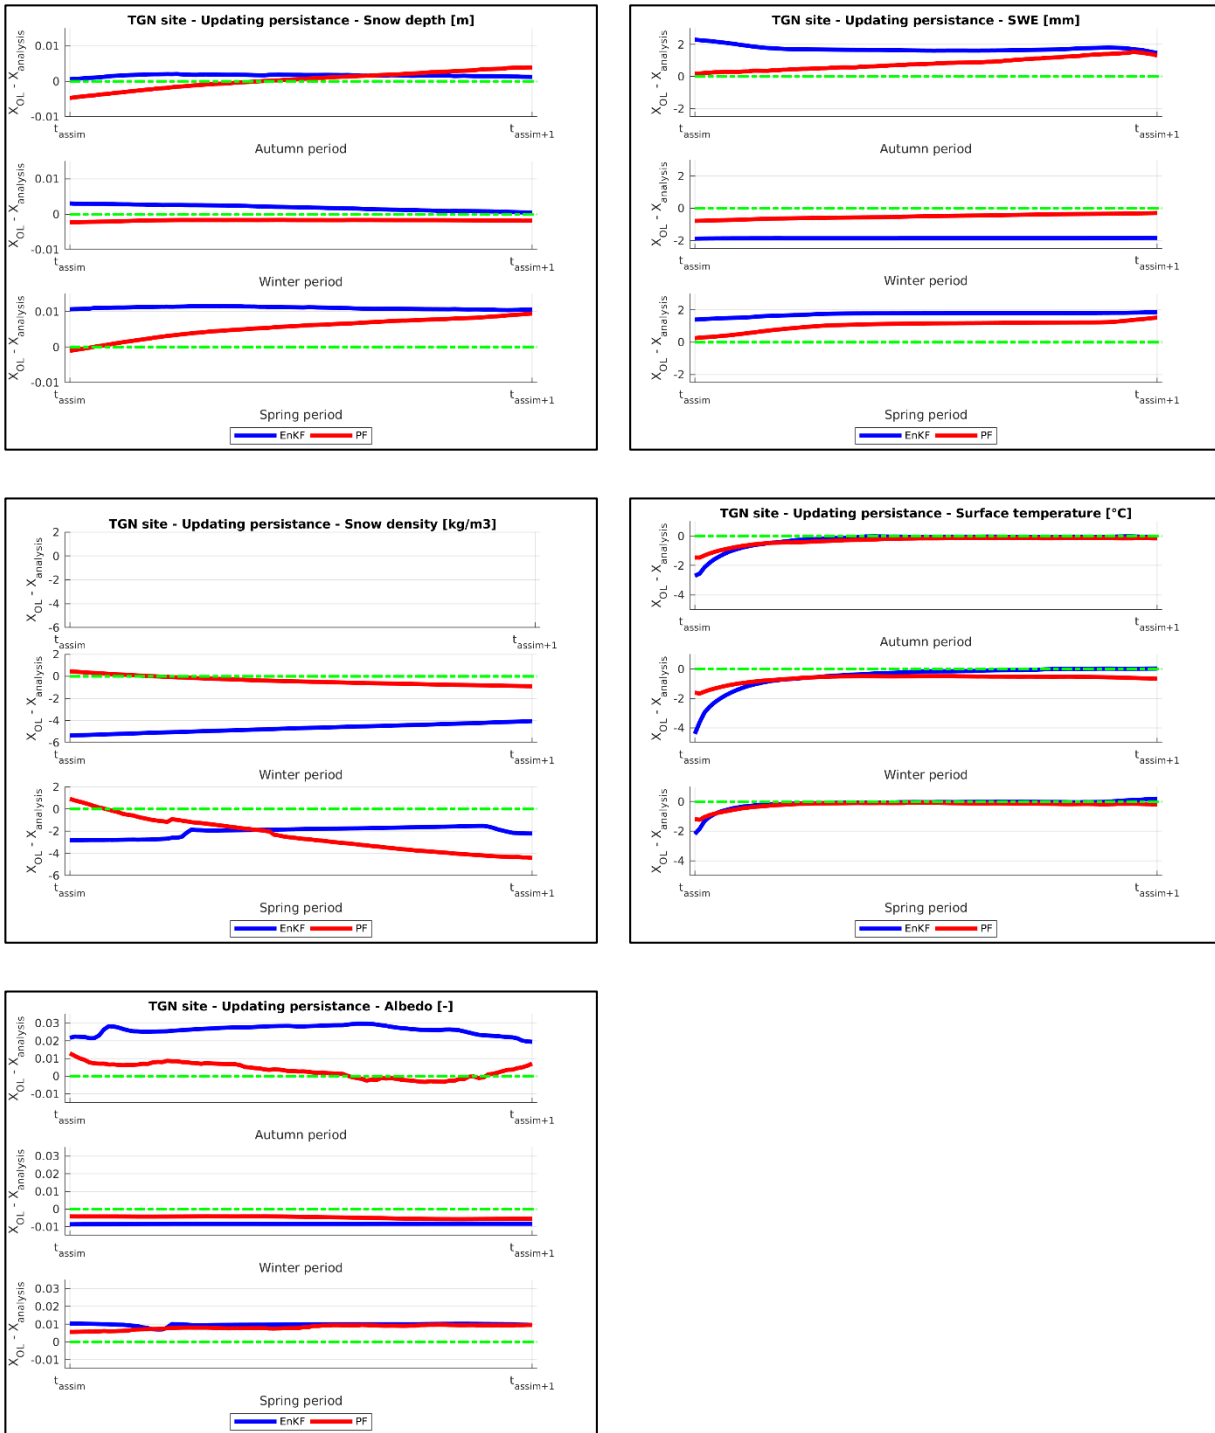 TGN site - Updating persistance - Snow depth [m]
X_OL - X_analysis
0.01
0
-0.01
t_assim
t_assim+1
Autumn period
X_OL - X_analysis
0.01
0
-0.01
t_assim
t_assim+1
Winter period
X_OL - X_analysis
0.01
0
-0.01
t_assim
t_assim+1
Spring period
EnKF PF
TGN site - Updating persistance - SWE [mm]
X_OL - X_analysis
2
0
-2
t_assim
t_assim+1
Autumn period
X_OL - X_analysis
2
0
-2
t_assim
t_assim+1
Winter period
X_OL - X_analysis
2
0
-2
t_assim
t_assim+1
Spring period
EnKF PF
TGN site - Updating persistance - Snow density [kg/m3]
X_OL - X_analysis
2
0
-2
-4
-6
t_assim
t_assim+1
X_OL - X_analysis
2
0
-2
-4
-6
t_assim
t_assim+1
Winter period
X_OL - X_analysis
2
0
-2
-4
-6
t_assim
t_assim+1
Spring period
EnKF PF
TGN site - Updating persistance - Surface temperature [°C]
X_OL - X_analysis
0
-2
-4
t_assim
t_assim+1
Autumn period
X_OL - X_analysis
0
-2
-4
t_assim
t_assim+1
Winter period
X_OL - X_analysis
0
-2
-4
t_assim
t_assim+1
Spring period
EnKF PF
TGN site - Updating persistance - Albedo [-]
X_OL - X_analysis
0.03
0.02
0.01
0
-0.01
t_assim
t_assim+1
Autumn period
X_OL - X_analysis
0.03
0.02
0.01
0
-0.01
t_assim
t_assim+1
Winter period
X_OL - X_analysis
0.03
0.02
0.01
0
-0.01
t_assim
t_assim+1
Spring period
EnKF PF